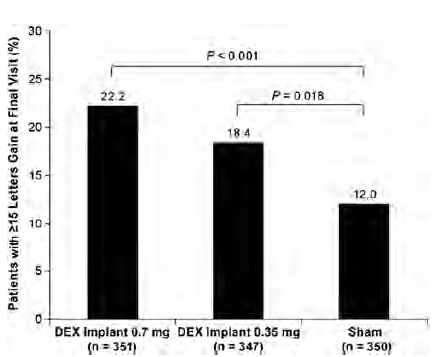 Patients with ≥15 Letters Gain at Final Visit (%)
30
25
20
15
10
5
0
P < 0.001
P = 0.018
22.2
18.4
12.0
DEX Implant 0.7 mg
(n = 351)
DEX Implant 0.35 mg
(n = 347)
Sham
(n = 350)